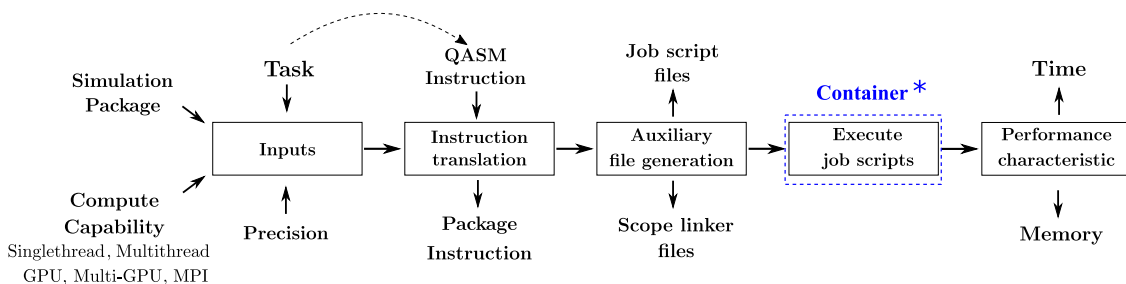 Simulation
Package
Task
QASM
Instruction
Job script
files
Container *
Time
Inputs
Instruction
translation
Auxiliary
file generation
Execute
job scripts
Performance
characteristic
Compute
Capability
Singlethread, Multithread
GPU, Multi-GPU, MPI
Precision
Package
Instruction
Scope linker
files
Memory